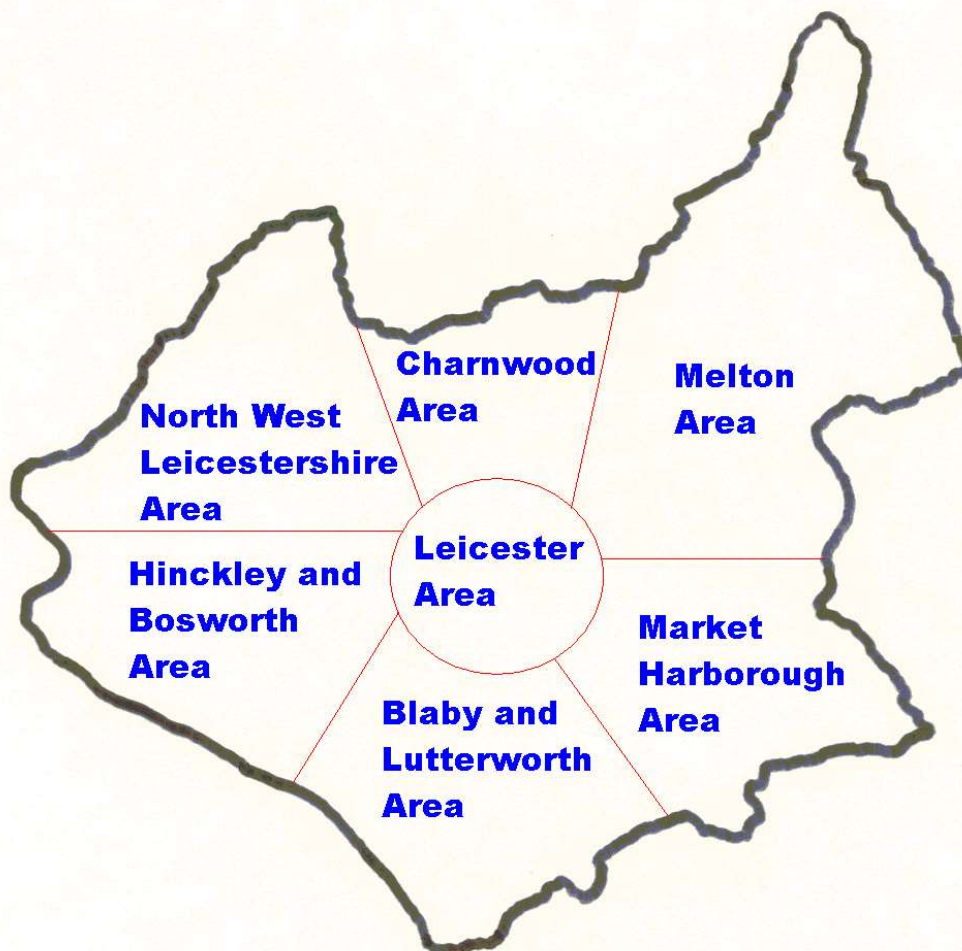 Charnwood
Area
Melton
Area
North West
Leicestershire
Area
Leicester
Area
Hinckley and
Bosworth
Area
Market
Harborough
Area
Blaby and
Lutterworth
Area